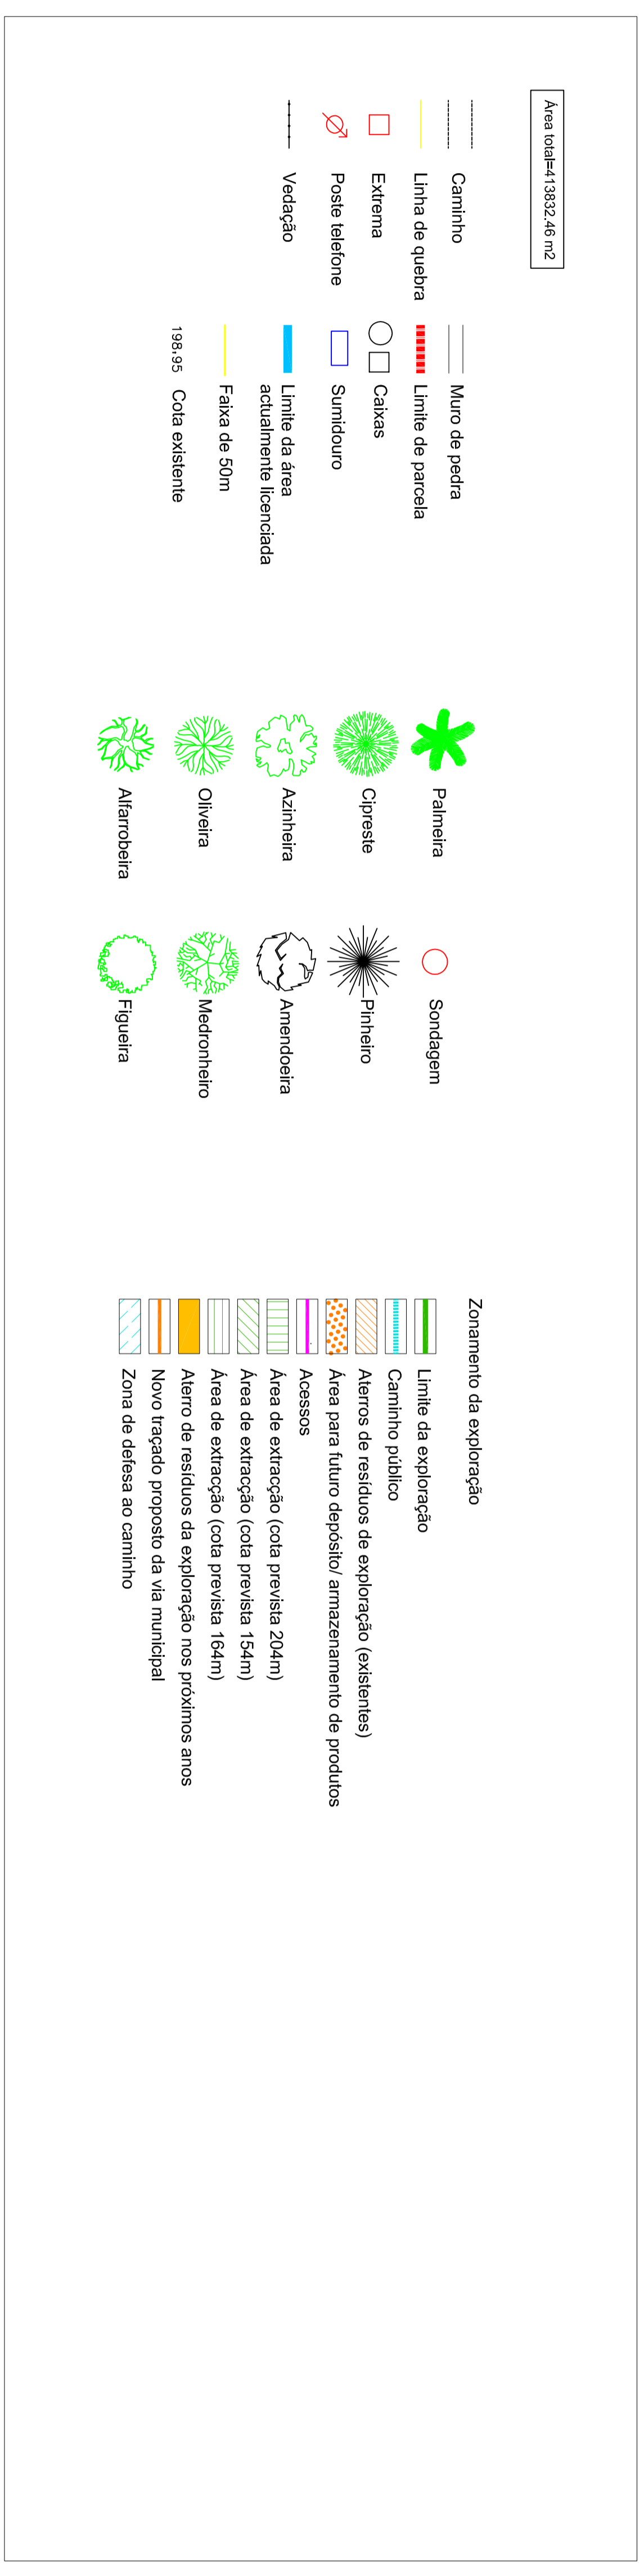 Área total=413832.46 m2
Caminho
Linha de quebra
Extrema
Poste telefone
Vedação
Muro de pedra
Limite de parcela
Caixas
Sumidouro
Limite da área
actualmente licenciada
Faixa de 50m
198,95 Cota existente
Palmeira
Cipreste
Azinheira
Oliveira
Alfarrobeira
Sondagem
Pinheiro
Amendoeira
Medronheiro
Figueira
Zonamento da exploração
Limite da exploração
Caminho público
Aterros de resíduos de exploração (existentes)
Área para futuro depósito/ armazenamento de produtos
Acessos
Área de extracção (cota prevista 204m)
Área de extracção (cota prevista 154m)
Área de extracção (cota prevista 164m)
Aterro de resíduos da exploração nos próximos anos
Novo traçado proposto da via municipal
Zona de defesa ao caminho